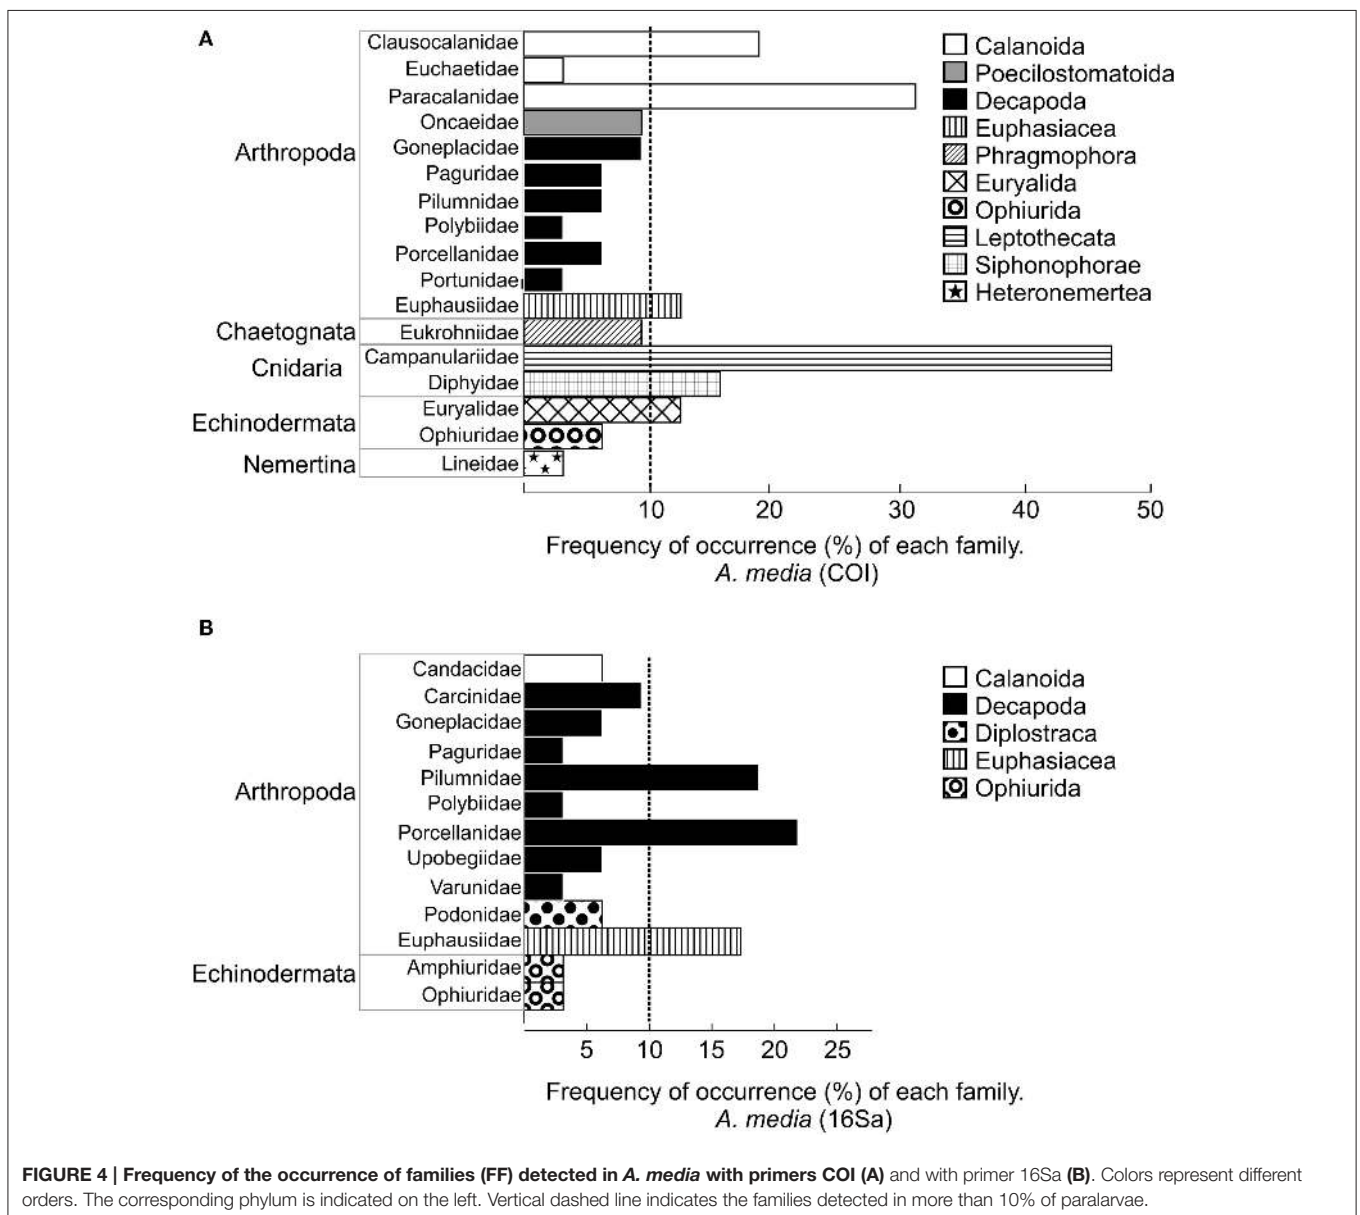 A
Arthropoda
Chaetognata
Cnidaria
Echinodermata
Nemertina
Clausocalanidae
Euchaetidae
Paracalanidae
Oncaeidae
Goneplacidae
Paguridae
Pilumnidae
Polybiidae
Porcellanidae
Portunidae
Euphausiidae
Eukrohniidae
Campanulariidae
Diphyidae
Euryalidae
Ophiuridae
Lineidae
Calanoida
Poecilostomatoida
Decapoda
Euphasiacea
Phragmophora
Euryalida
Ophiurida
Leptothecata
Siphonophorae
Heteronemertea
10 20 30 40 50
Frequency of occurrence (%) of each family.
A. media (COI)
B
Arthropoda
Echinodermata
Candacidae
Carcinidae
Goneplacidae
Paguridae
Pilumnidae
Polybiidae
Porcellanidae
Upobegiidae
Varunidae
Podonidae
Euphausiidae
Amphiuridae
Ophiuridae
Calanoida
Decapoda
Diplostraca
Euphasiacea
Ophiurida
5 10 15 20 25
Frequency of occurrence (%) of each family.
A. media (16Sa)
FIGURE 4 | Frequency of the occurrence of families (FF) detected in A. media with primers COI (A) and with primer 16Sa (B). Colors represent different
orders. The corresponding phylum is indicated on the left. Vertical dashed line indicates the families detected in more than 10% of paralarvae.